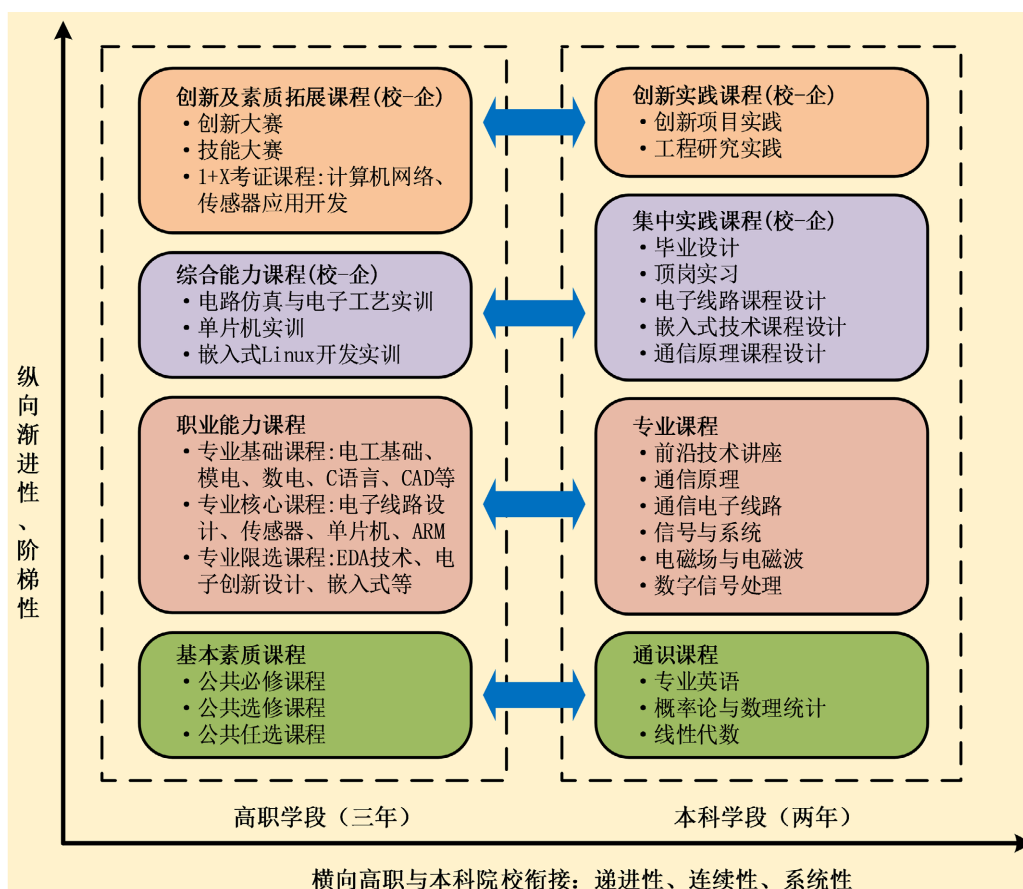 创新及素质拓展课程(校-企)
·创新大赛
·技能大赛
·1+X考证课程:计算机网络、
传感器应用开发
综合能力课程(校-企)
·电路仿真与电子工艺实训
·单片机实训
·嵌入式Linux开发实训
职业能力课程
·专业基础课程:电工基础、
模电、数电、C语言、CAD等
·专业核心课程:电子线路设
计、传感器、单片机、ARM
·专业限选课程:EDA技术、电
子创新设计、嵌入式等
基本素质课程
·公共必修课程
·公共选修课程
·公共任选课程
创新实践课程(校-企)
·创新项目实践
·工程研究实践
集中实践课程(校-企)
·毕业设计
·顶岗实习
·电子线路课程设计
·嵌入式技术课程设计
·通信原理课程设计
专业课程
·前沿技术讲座
·通信原理
·通信电子线路
·信号与系统
·电磁场与电磁波
·数字信号处理
通识课程
·专业英语
·概率论与数理统计
·线性代数
纵向渐进性、阶梯性
高职学段（三年）
本科学段（两年）
横向高职与本科院校衔接：递进性、连续性、系统性